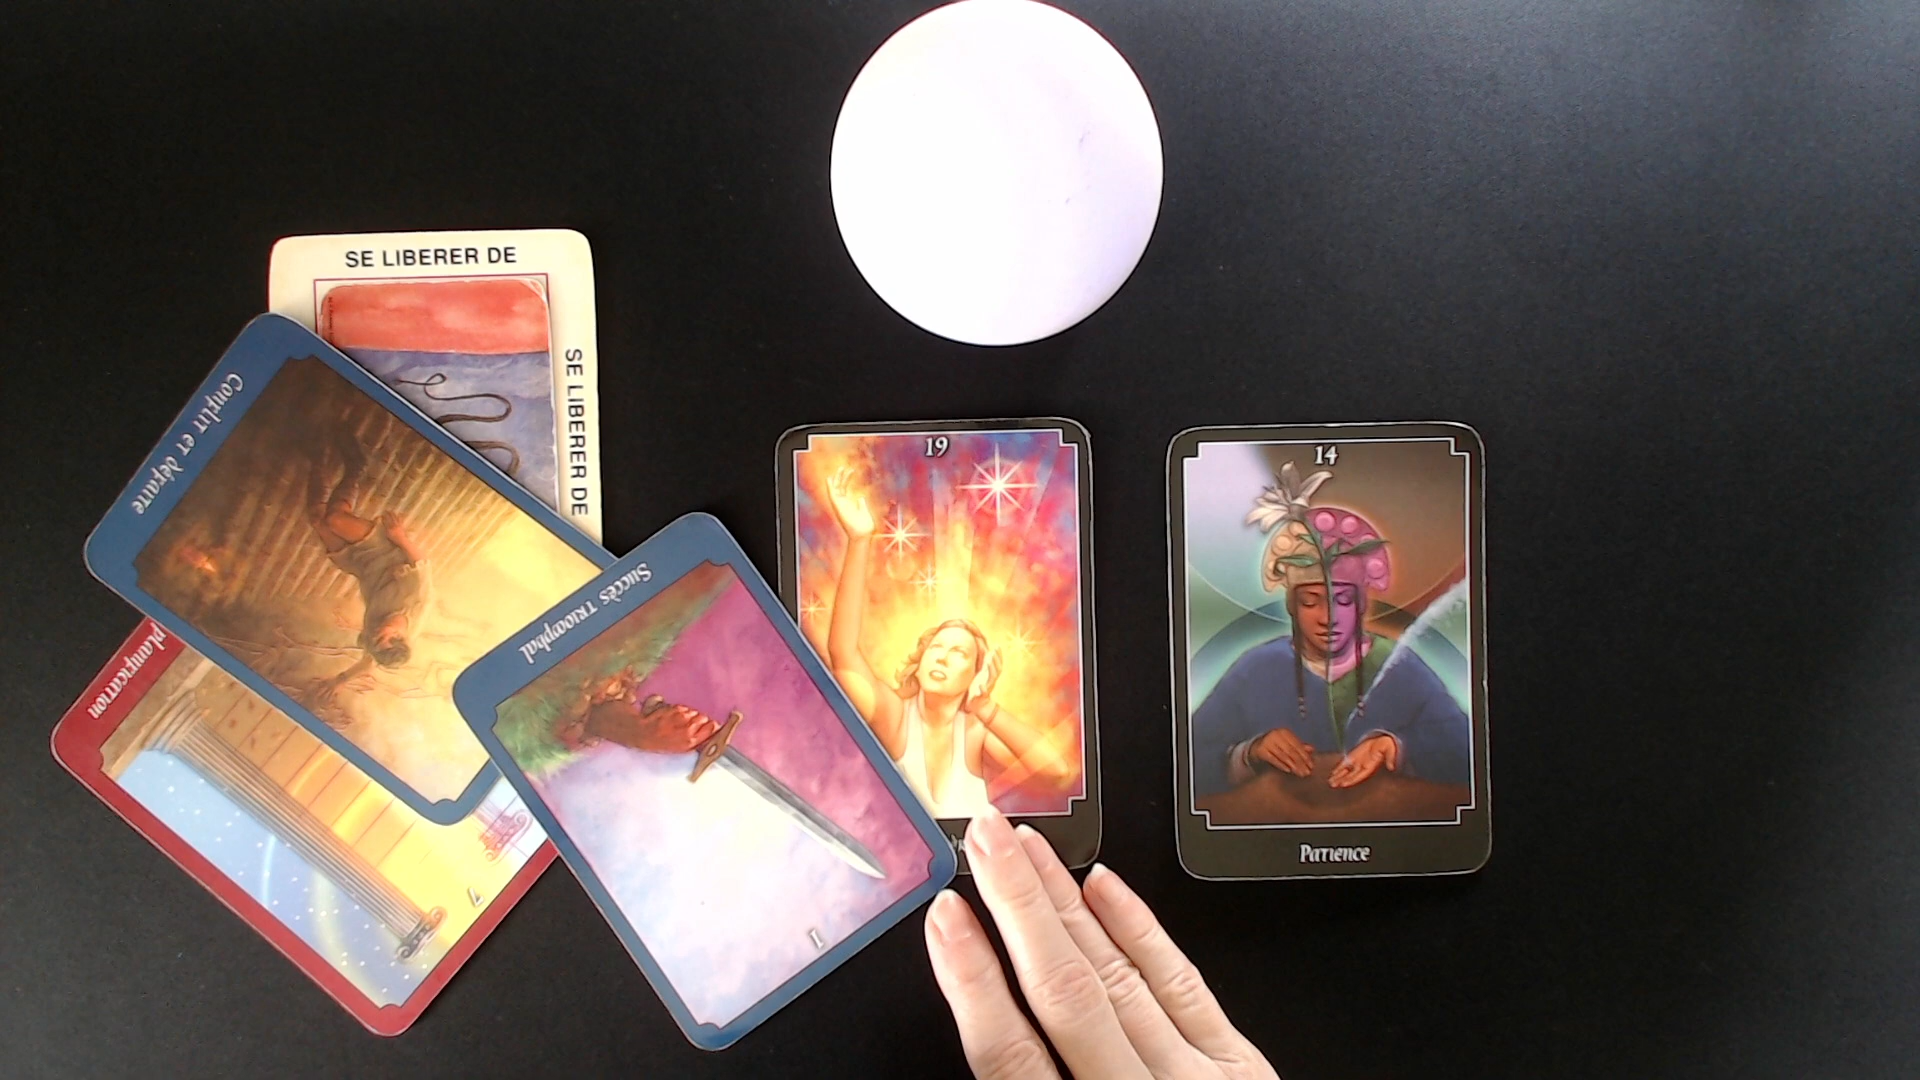 SE LIBERER DE
SE LIBERER DE
Conflit et défaite
planification
7
Succès triomphal
1
19
14
Patience